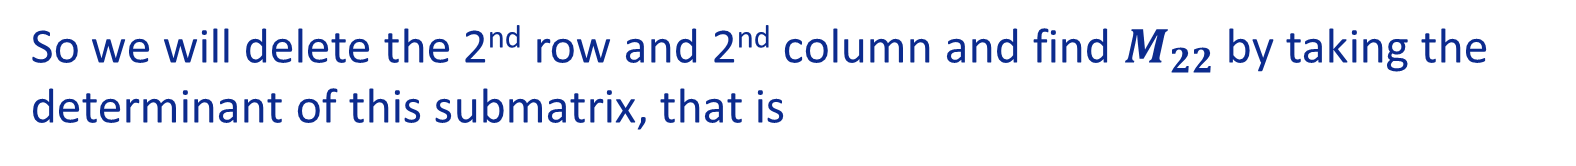 So we will delete the 2nd row and 2nd column and find M22 by taking the
determinant of this submatrix, that is